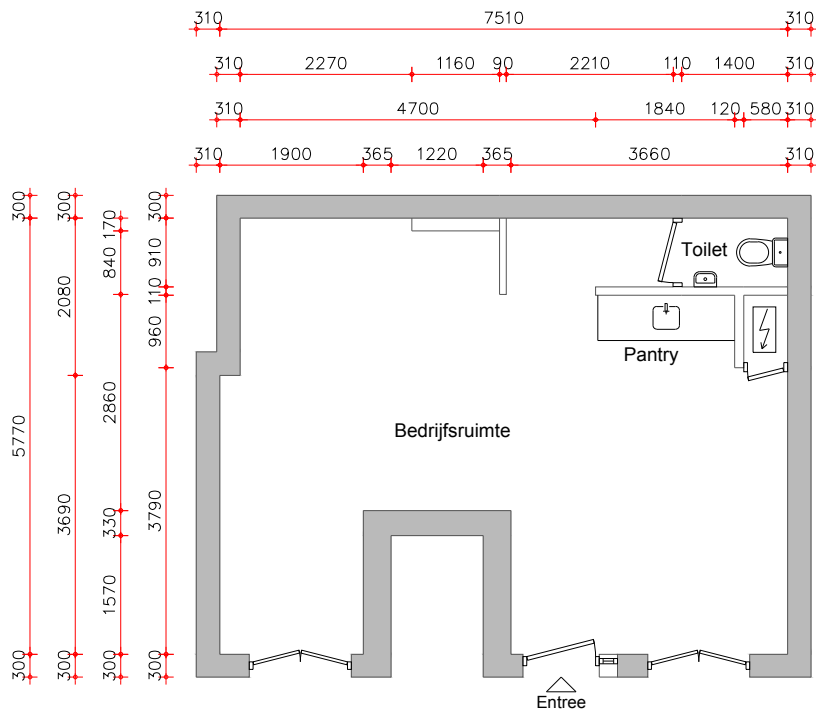 310 7510 310
310 2270 1160 90 2210 110 1400 310
310 4700 1840 120 580 310
310 1900 365 1220 365 3660 310
300 5770 300
300 2080 3690 300
170 840 2860 330 1570 300
300 910 110 960 3790 300
Toilet
Pantry
Bedrijfsruimte
Entree